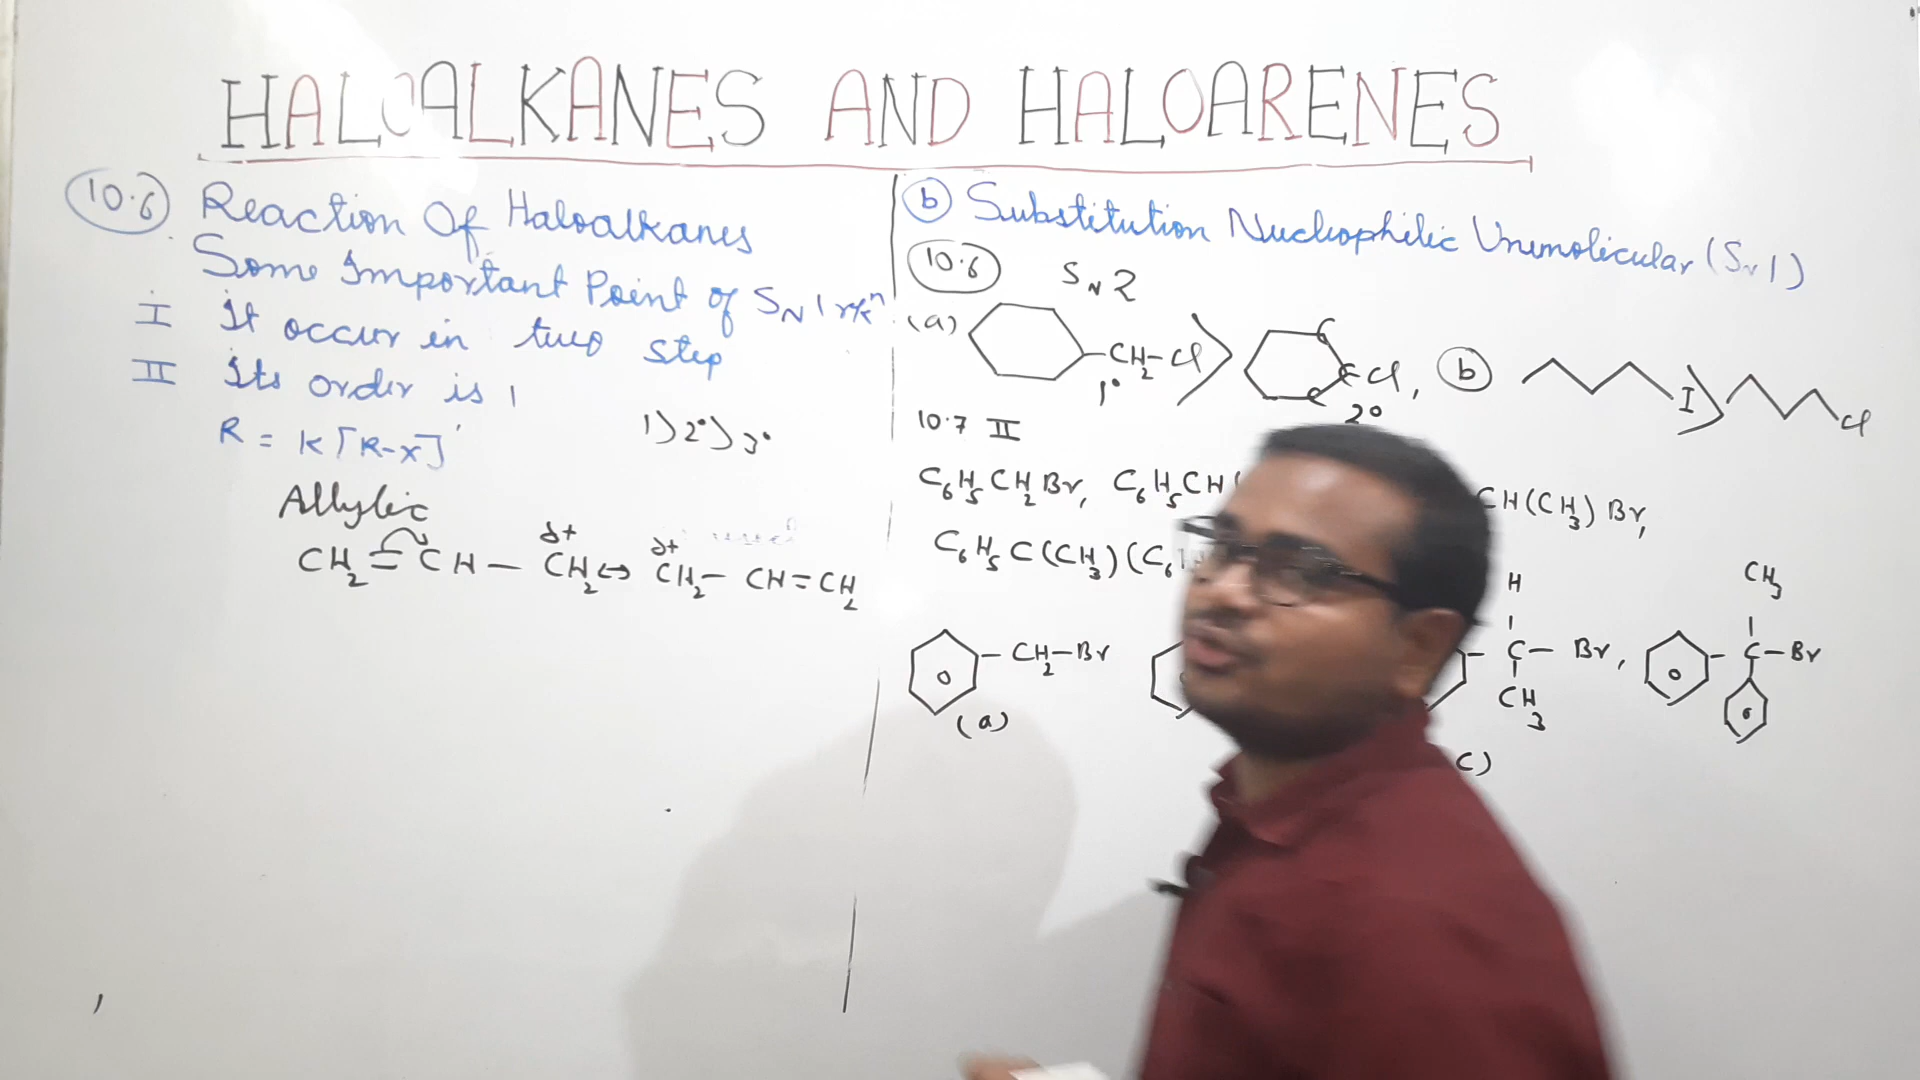 HALOALKANES AND HALOARENES
10.6 Reaction Of Haloalkanes
Some Important Point of SN1 rxn
I It occur in two step
II Its order is 1
R = K[R-X]'
1>2°>3°
Allylic
δ+ δ+
CH2=CH—CH2↔CH2—CH=CH2
b Substitution Nucleophilic Unimolecular (SN1)
10.6 SN2
(a) —CH2—Cl > Cl, b I > Cl
1° 2°
10.7 II
C6H5CH2Br, C6H5CH( CH(CH3)Br,
C6H5C(CH3)(C6
H CH3
—CH2—Br —C—Br, —C—Br
CH3
(a) C)